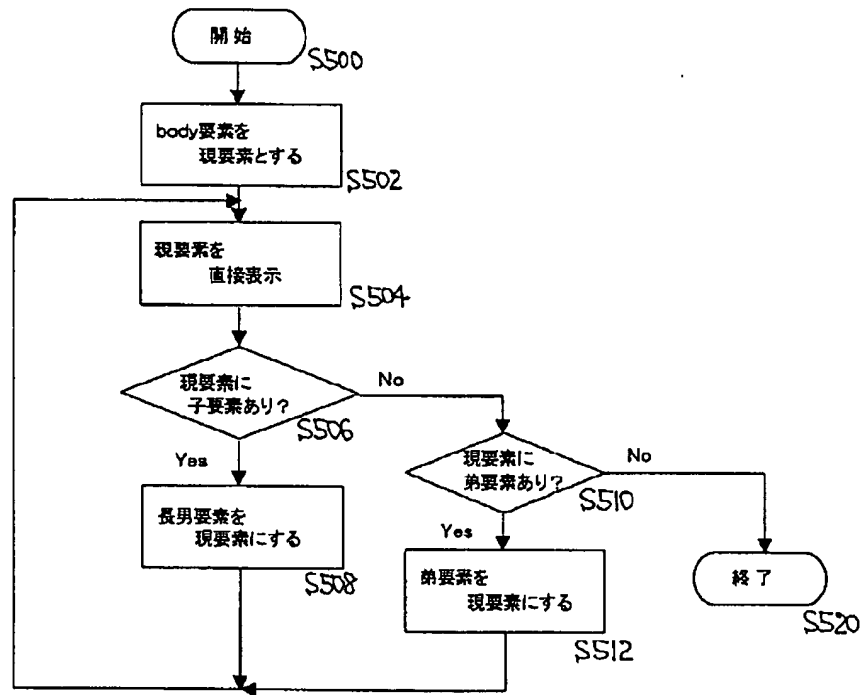 開始
S500
body要素を
現要素とする
S502
現要素を
直接表示
S504
現要素に
子要素あり？
S506
No
Yes
現要素に
弟要素あり？
S510
No
長男要素を
現要素にする
S508
Yes
弟要素を
現要素にする
S512
終了
S520